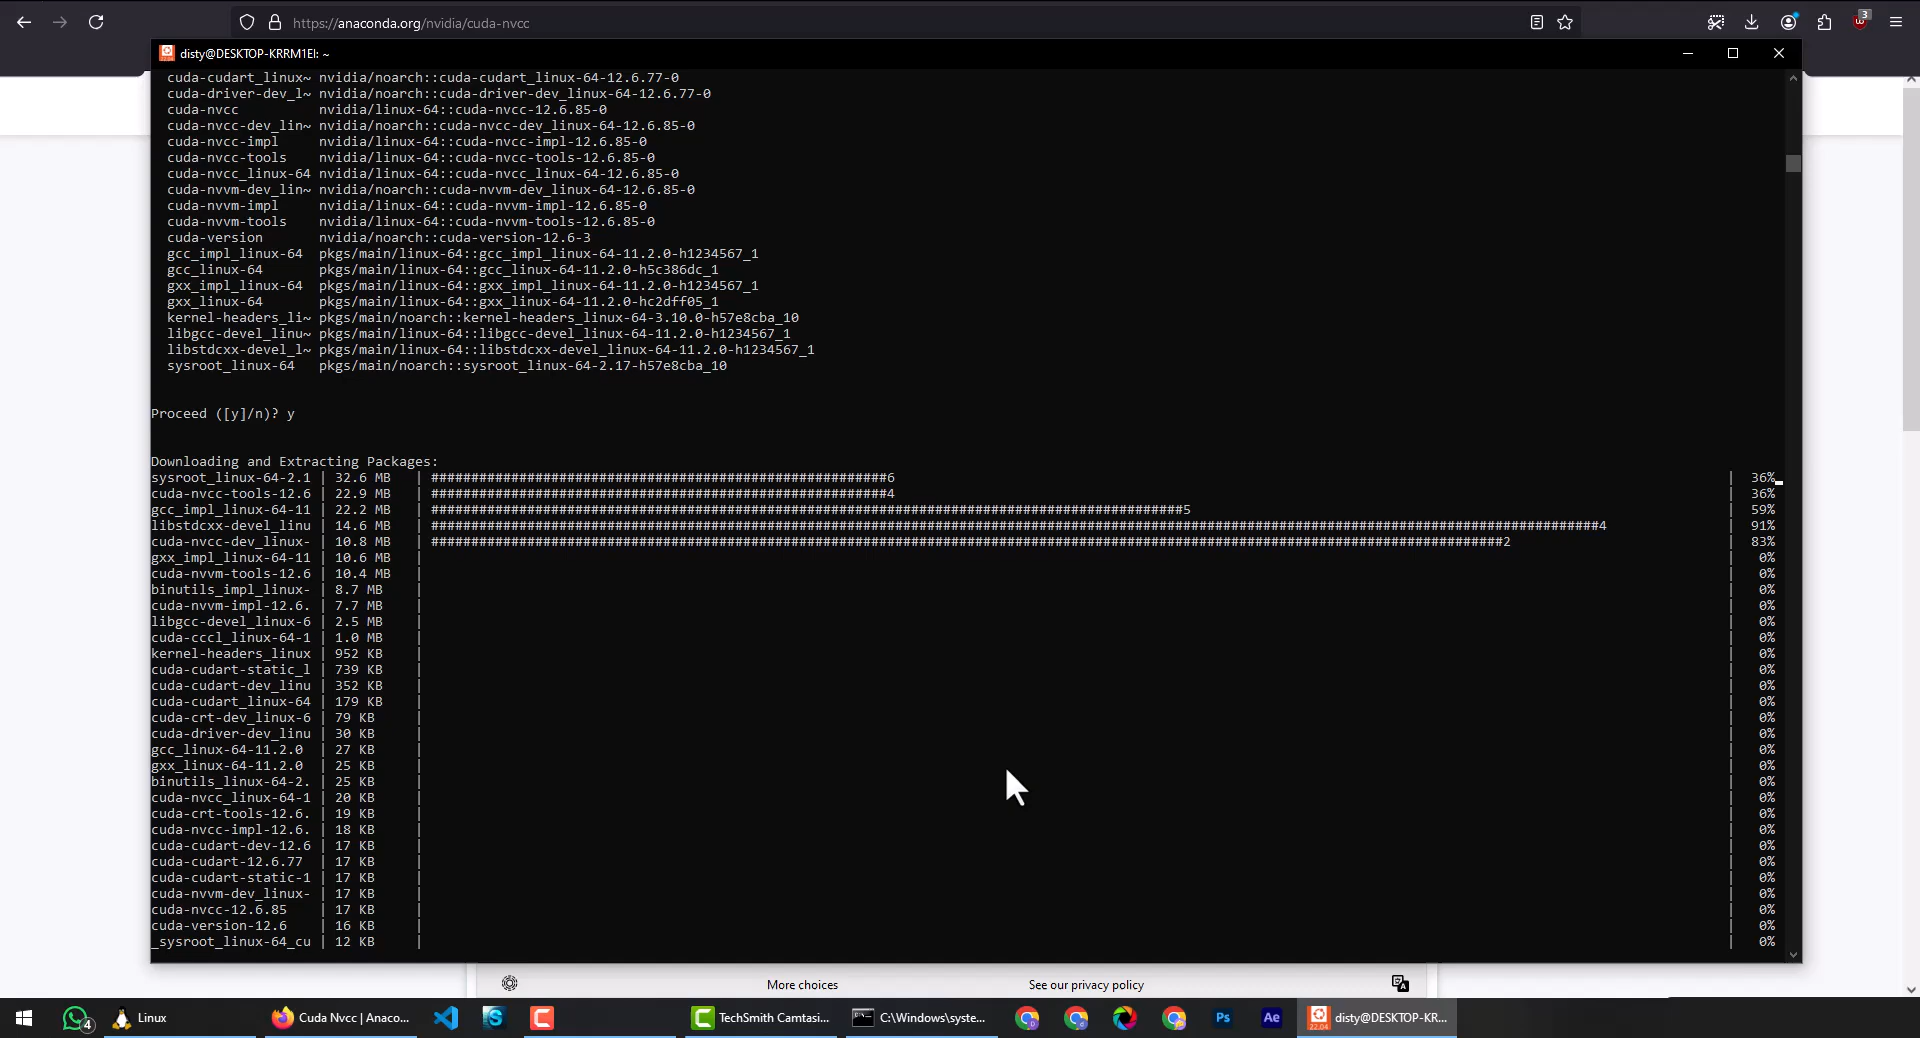 https://anaconda.org/nvidia/cuda-nvcc
3
disty@DESKTOP-KRRM1EI: ~
cuda-cudart_linux~ nvidia/noarch::cuda-cudart_linux-64-12.6.77-0
cuda-driver-dev_l~ nvidia/noarch::cuda-driver-dev_linux-64-12.6.77-0
cuda-nvcc nvidia/linux-64::cuda-nvcc-12.6.85-0
cuda-nvcc-dev_lin~ nvidia/noarch::cuda-nvcc-dev_linux-64-12.6.85-0
cuda-nvcc-impl nvidia/linux-64::cuda-nvcc-impl-12.6.85-0
cuda-nvcc-tools nvidia/linux-64::cuda-nvcc-tools-12.6.85-0
cuda-nvcc_linux-64 nvidia/linux-64::cuda-nvcc_linux-64-12.6.85-0
cuda-nvvm-dev_lin~ nvidia/noarch::cuda-nvvm-dev_linux-64-12.6.85-0
cuda-nvvm-impl nvidia/linux-64::cuda-nvvm-impl-12.6.85-0
cuda-nvvm-tools nvidia/linux-64::cuda-nvvm-tools-12.6.85-0
cuda-version nvidia/noarch::cuda-version-12.6-3
gcc_impl_linux-64 pkgs/main/linux-64::gcc_impl_linux-64-11.2.0-h1234567_1
gcc_linux-64 pkgs/main/linux-64::gcc_linux-64-11.2.0-h5c386dc_1
gxx_impl_linux-64 pkgs/main/linux-64::gxx_impl_linux-64-11.2.0-h1234567_1
gxx_linux-64 pkgs/main/linux-64::gxx_linux-64-11.2.0-hc2dff05_1
kernel-headers_li~ pkgs/main/noarch::kernel-headers_linux-64-3.10.0-h57e8cba_10
libgcc-devel_linu~ pkgs/main/linux-64::libgcc-devel_linux-64-11.2.0-h1234567_1
libstdcxx-devel_l~ pkgs/main/linux-64::libstdcxx-devel_linux-64-11.2.0-h1234567_1
sysroot_linux-64 pkgs/main/noarch::sysroot_linux-64-2.17-h57e8cba_10
Proceed ([y]/n)? y
Downloading and Extracting Packages:
sysroot_linux-64-2.1 | 32.6 MB | #########################################################6 | 36%
cuda-nvcc-tools-12.6 | 22.9 MB | #########################################################4 | 36%
gcc_impl_linux-64-11 | 22.2 MB | ##############################################################################################5 | 59%
libstdcxx-devel_linu | 14.6 MB | ##################################################################################################################################################4 | 91%
cuda-nvcc-dev_linux- | 10.8 MB | ######################################################################################################################################2 | 83%
gxx_impl_linux-64-11 | 10.6 MB | | 0%
cuda-nvvm-tools-12.6 | 10.4 MB | | 0%
binutils_impl_linux- | 8.7 MB | | 0%
cuda-nvvm-impl-12.6. | 7.7 MB | | 0%
libgcc-devel_linux-6 | 2.5 MB | | 0%
cuda-cccl_linux-64-1 | 1.0 MB | | 0%
kernel-headers_linux | 952 KB | | 0%
cuda-cudart-static_l | 739 KB | | 0%
cuda-cudart-dev_linu | 352 KB | | 0%
cuda-cudart_linux-64 | 179 KB | | 0%
cuda-crt-dev_linux-6 | 79 KB | | 0%
cuda-driver-dev_linu | 30 KB | | 0%
gcc_linux-64-11.2.0 | 27 KB | | 0%
gxx_linux-64-11.2.0 | 25 KB | | 0%
binutils_linux-64-2. | 25 KB | | 0%
cuda-nvcc_linux-64-1 | 20 KB | | 0%
cuda-crt-tools-12.6. | 19 KB | | 0%
cuda-nvcc-impl-12.6. | 18 KB | | 0%
cuda-cudart-dev-12.6 | 17 KB | | 0%
cuda-cudart-12.6.77 | 17 KB | | 0%
cuda-cudart-static-1 | 17 KB | | 0%
cuda-nvvm-dev_linux- | 17 KB | | 0%
cuda-nvcc-12.6.85 | 17 KB | | 0%
cuda-version-12.6 | 16 KB | | 0%
_sysroot_linux-64_cu | 12 KB | | 0%
More choices See our privacy policy
4 Linux Cuda Nvcc | Anaco... TechSmith Camtasi... C:\Windows\syste... Ps Ae 22.04 disty@DESKTOP-KR...